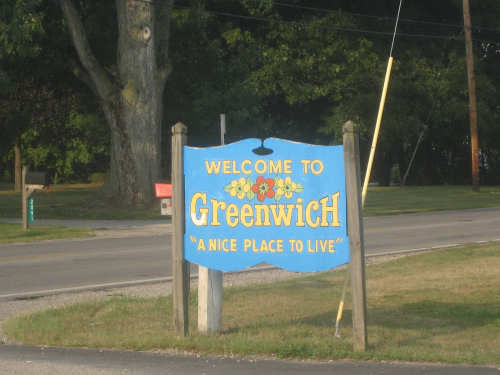 WELCOME TO
GREENWICH
"A NICE PLACE TO LIVE"